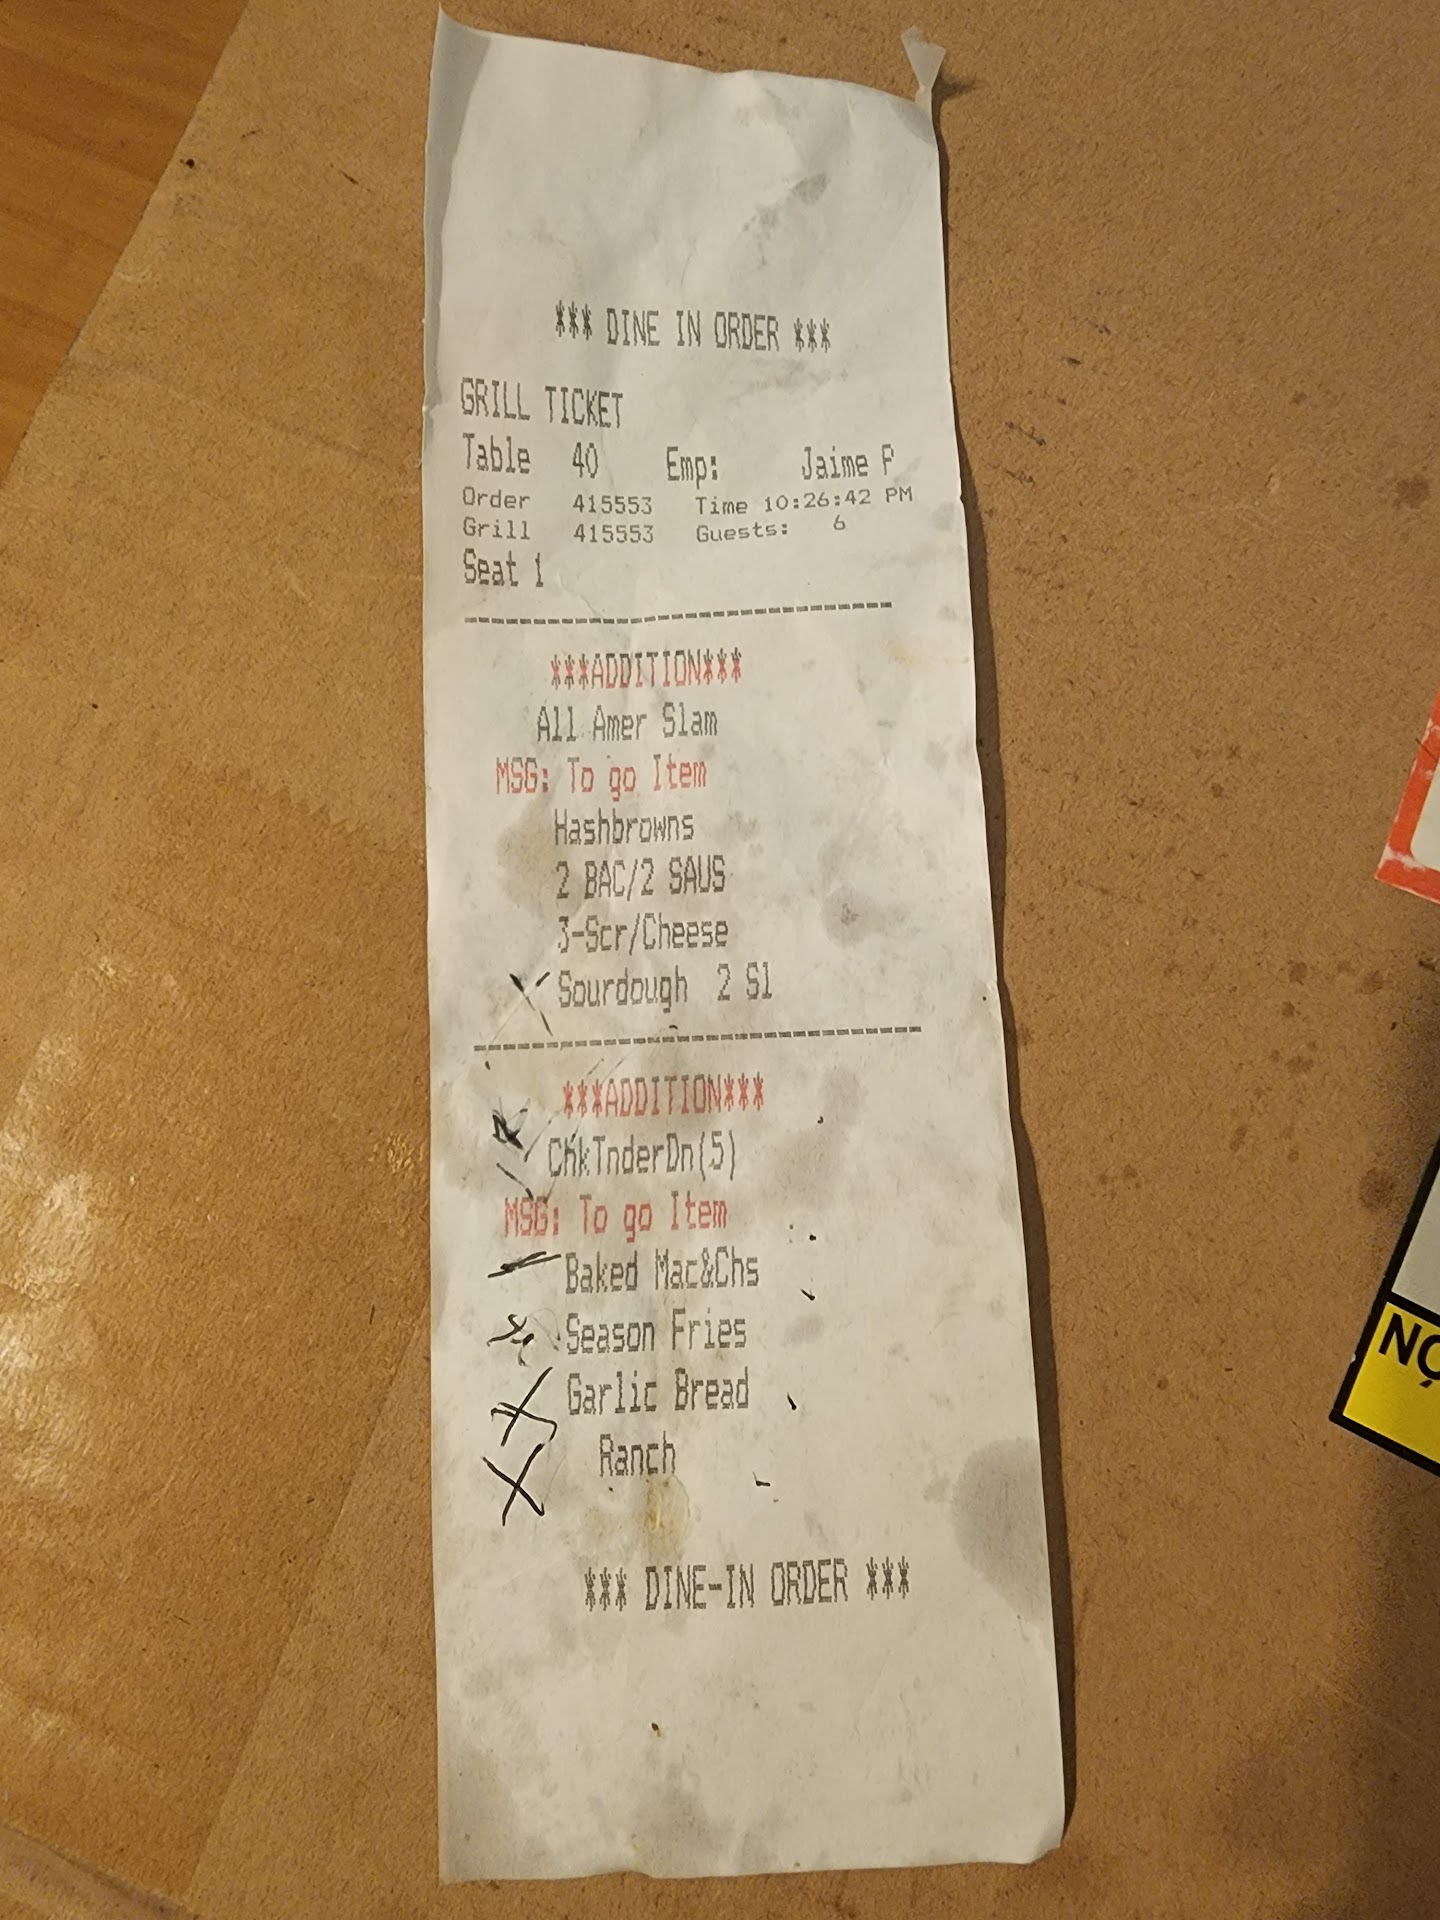 *** DINE IN ORDER ***
GRILL TICKET
Table 40 Emp: Jaime P
Order 415553 Time 10:26:42 PM
Grill 415553 Guests: 6
Seat 1
***ADDITION***
All Amer Slam
MSG: To go Item
Hashbrowns
2 BAC/2 SAUS
3-Scr/Cheese
Sourdough 2 Sl
***ADDITION***
ChkTnderDn(5)
MSG: To go Item
Baked Mac&Chs
Season Fries
Garlic Bread
Ranch
*** DINE-IN ORDER ***